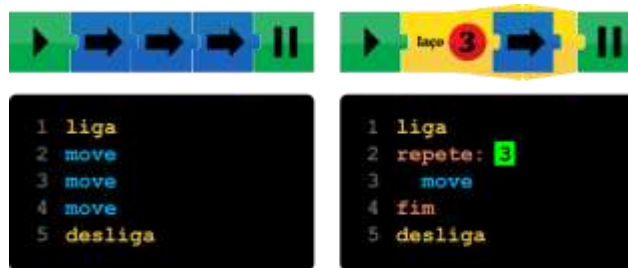 laço 3
1 liga
2 move
3 move
4 move
5 desliga
1 liga
2 repete: 3
3 move
4 fim
5 desliga